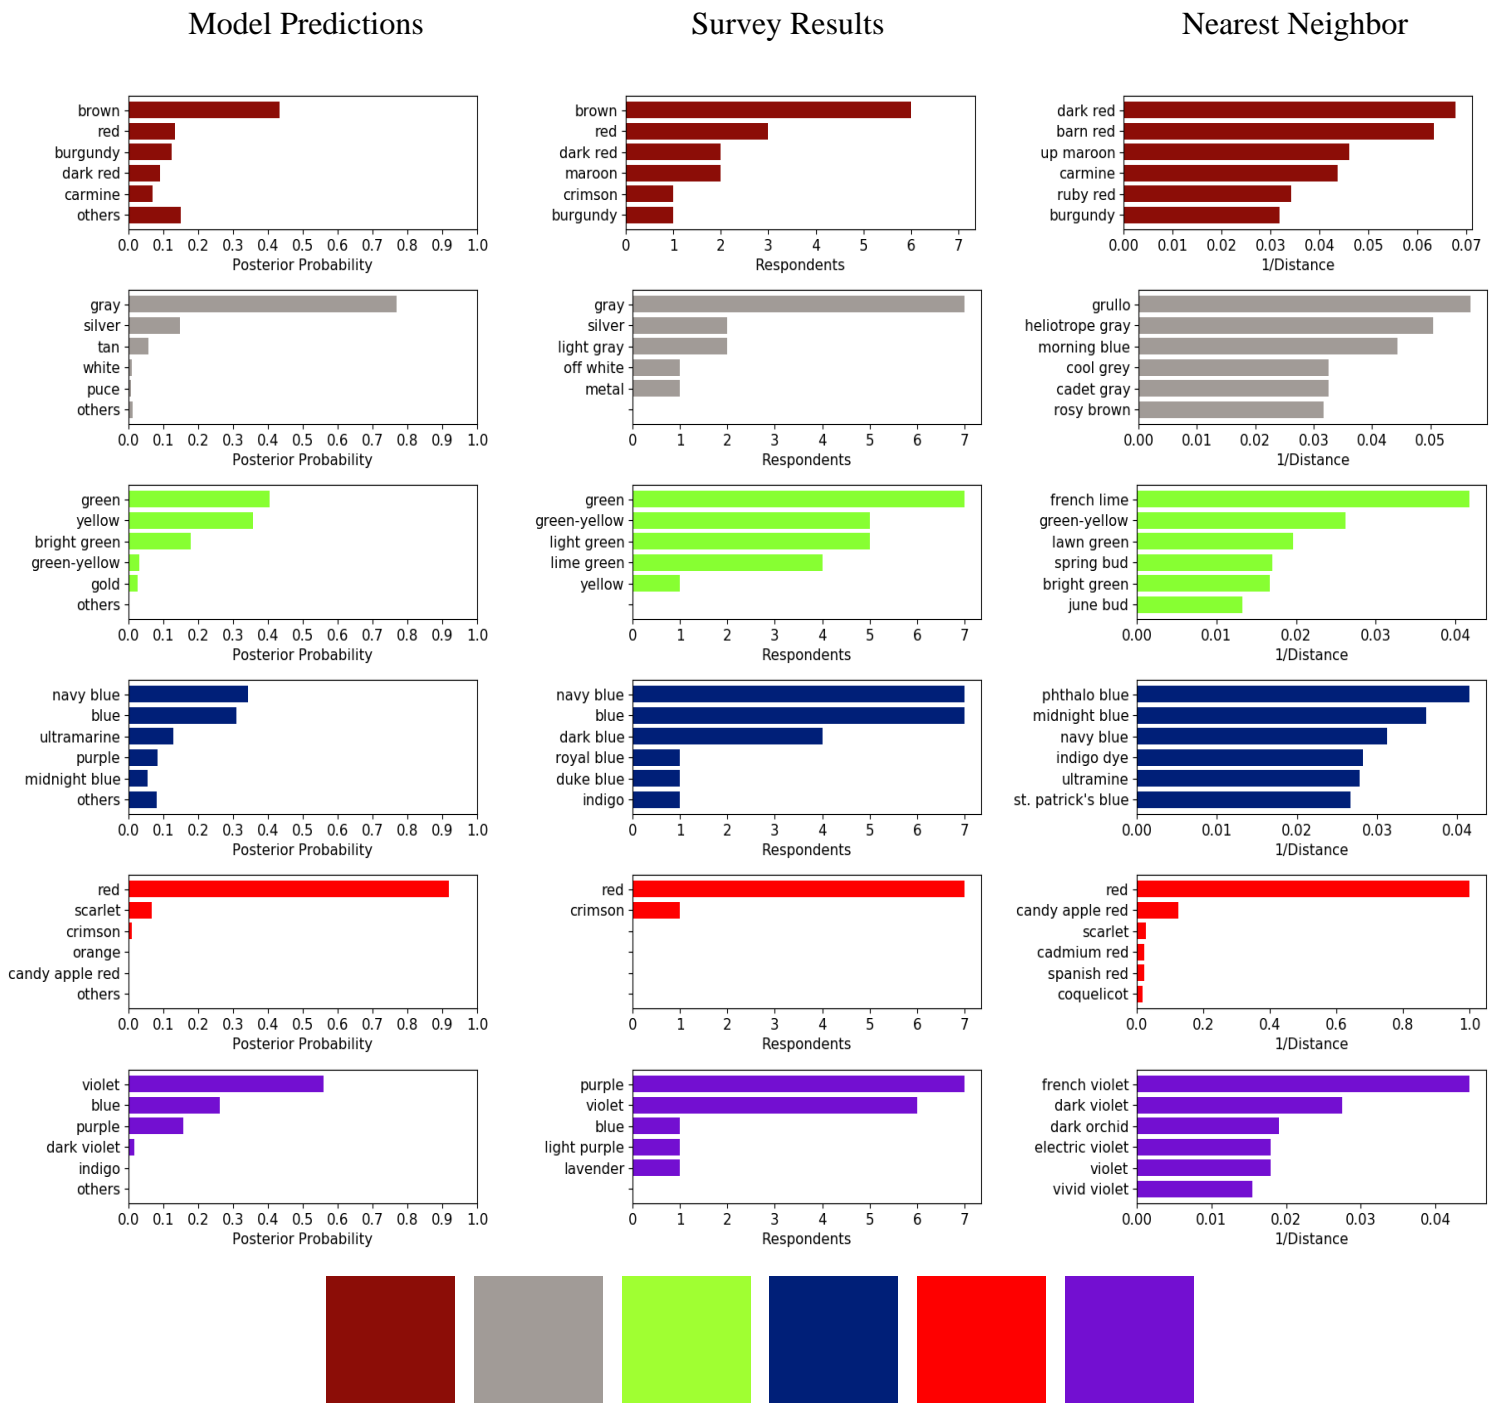 Model Predictions Survey Results Nearest Neighbor
brown
red
burgundy
dark red
carmine
others
0.0 0.1 0.2 0.3 0.4 0.5 0.6 0.7 0.8 0.9 1.0
Posterior Probability
brown
red
dark red
maroon
crimson
burgundy
0 1 2 3 4 5 6 7
Respondents
dark red
barn red
up maroon
carmine
ruby red
burgundy
0.00 0.01 0.02 0.03 0.04 0.05 0.06 0.07
1/Distance
gray
silver
tan
white
puce
others
0.0 0.1 0.2 0.3 0.4 0.5 0.6 0.7 0.8 0.9 1.0
Posterior Probability
gray
silver
light gray
off white
metal
0 1 2 3 4 5 6 7
Respondents
grullo
heliotrope gray
morning blue
cool grey
cadet gray
rosy brown
0.00 0.01 0.02 0.03 0.04 0.05
1/Distance
green
yellow
bright green
green-yellow
gold
others
0.0 0.1 0.2 0.3 0.4 0.5 0.6 0.7 0.8 0.9 1.0
Posterior Probability
green
green-yellow
light green
lime green
yellow
0 1 2 3 4 5 6 7
Respondents
french lime
green-yellow
lawn green
spring bud
bright green
june bud
0.00 0.01 0.02 0.03 0.04
1/Distance
navy blue
blue
ultramarine
purple
midnight blue
others
0.0 0.1 0.2 0.3 0.4 0.5 0.6 0.7 0.8 0.9 1.0
Posterior Probability
navy blue
blue
dark blue
royal blue
duke blue
indigo
0 1 2 3 4 5 6 7
Respondents
phthalo blue
midnight blue
navy blue
indigo dye
ultramine
st. patrick's blue
0.00 0.01 0.02 0.03 0.04
1/Distance
red
scarlet
crimson
orange
candy apple red
others
0.0 0.1 0.2 0.3 0.4 0.5 0.6 0.7 0.8 0.9 1.0
Posterior Probability
red
crimson
0 1 2 3 4 5 6 7
Respondents
red
candy apple red
scarlet
cadmium red
spanish red
coquelicot
0.0 0.2 0.4 0.6 0.8 1.0
1/Distance
violet
blue
purple
dark violet
indigo
others
0.0 0.1 0.2 0.3 0.4 0.5 0.6 0.7 0.8 0.9 1.0
Posterior Probability
purple
violet
blue
light purple
lavender
0 1 2 3 4 5 6 7
Respondents
french violet
dark violet
dark orchid
electric violet
violet
vivid violet
0.00 0.01 0.02 0.03 0.04
1/Distance